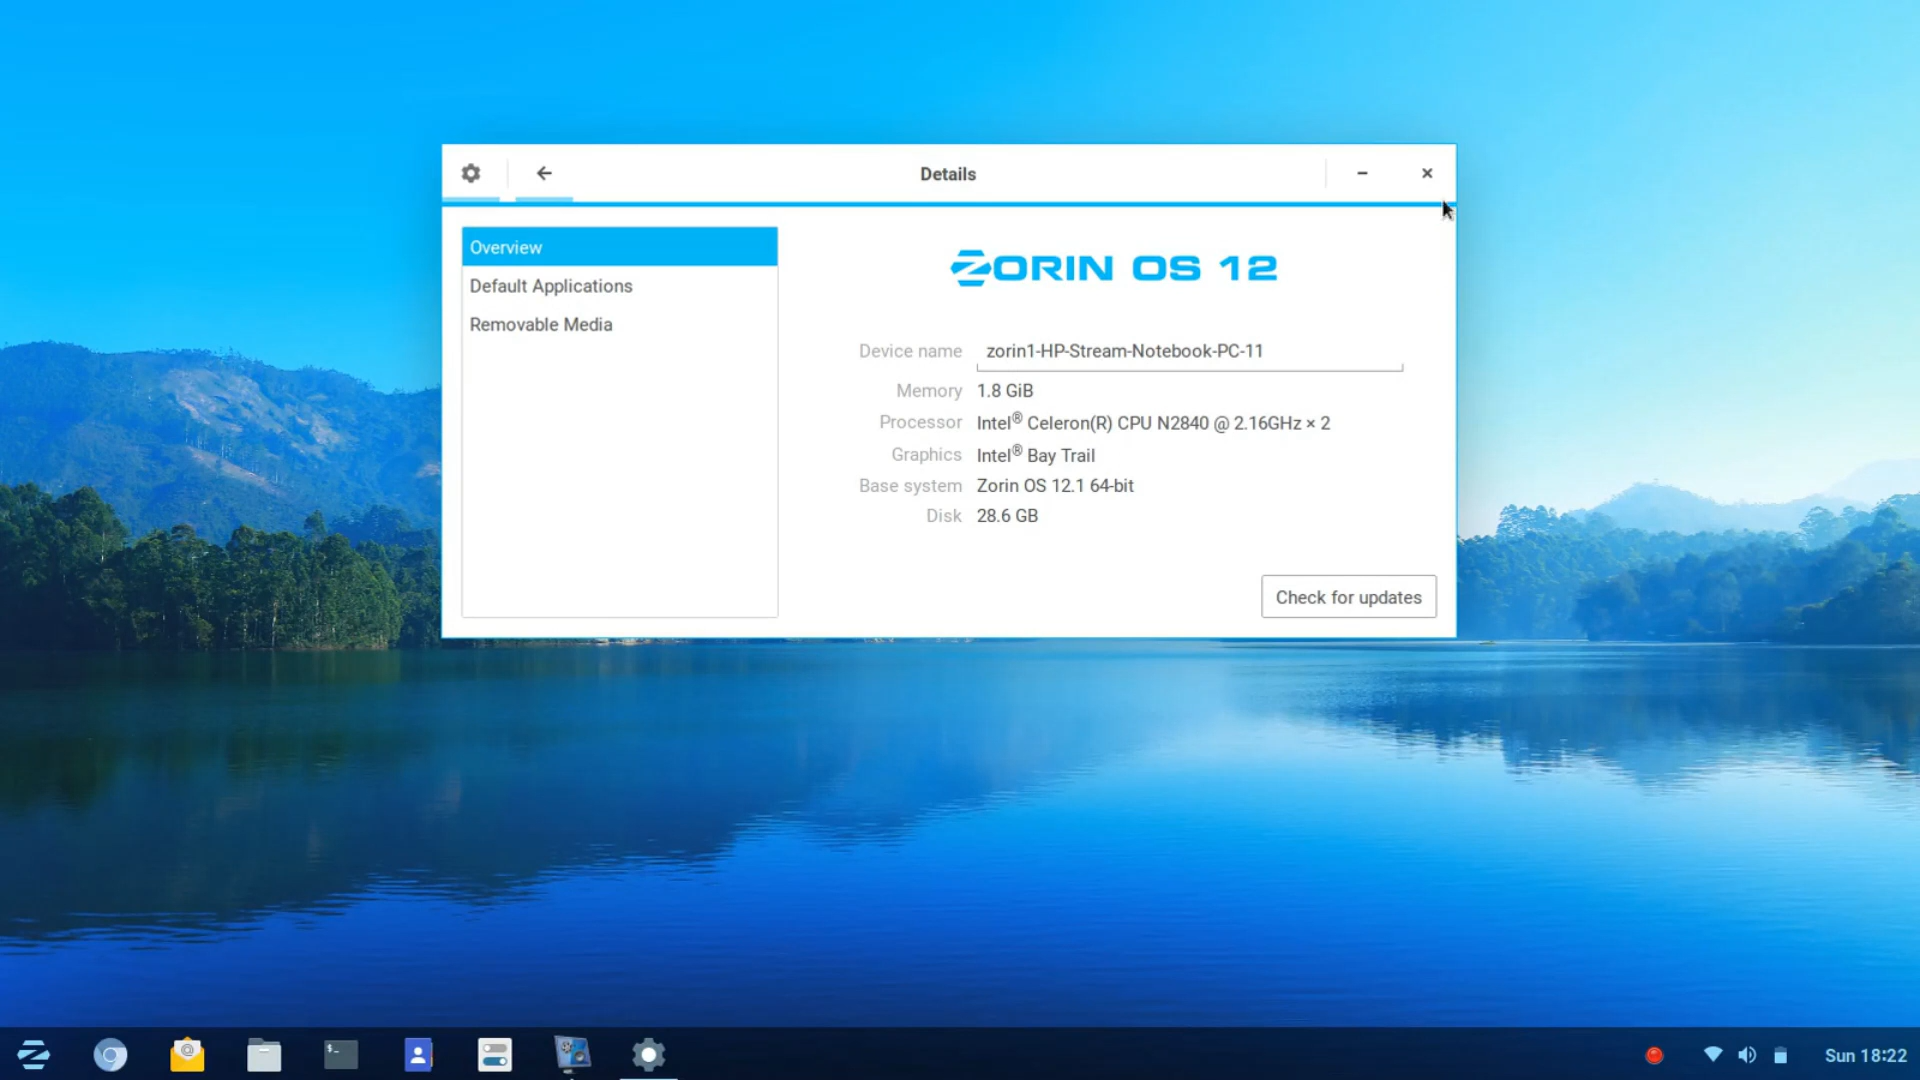 Details
Overview
Default Applications
Removable Media
ZORIN OS 12
Device name zorin1-HP-Stream-Notebook-PC-11
Memory 1.8 GiB
Processor Intel® Celeron(R) CPU N2840 @ 2.16GHz × 2
Graphics Intel® Bay Trail
Base system Zorin OS 12.1 64-bit
Disk 28.6 GB
Check for updates
Sun 18:22